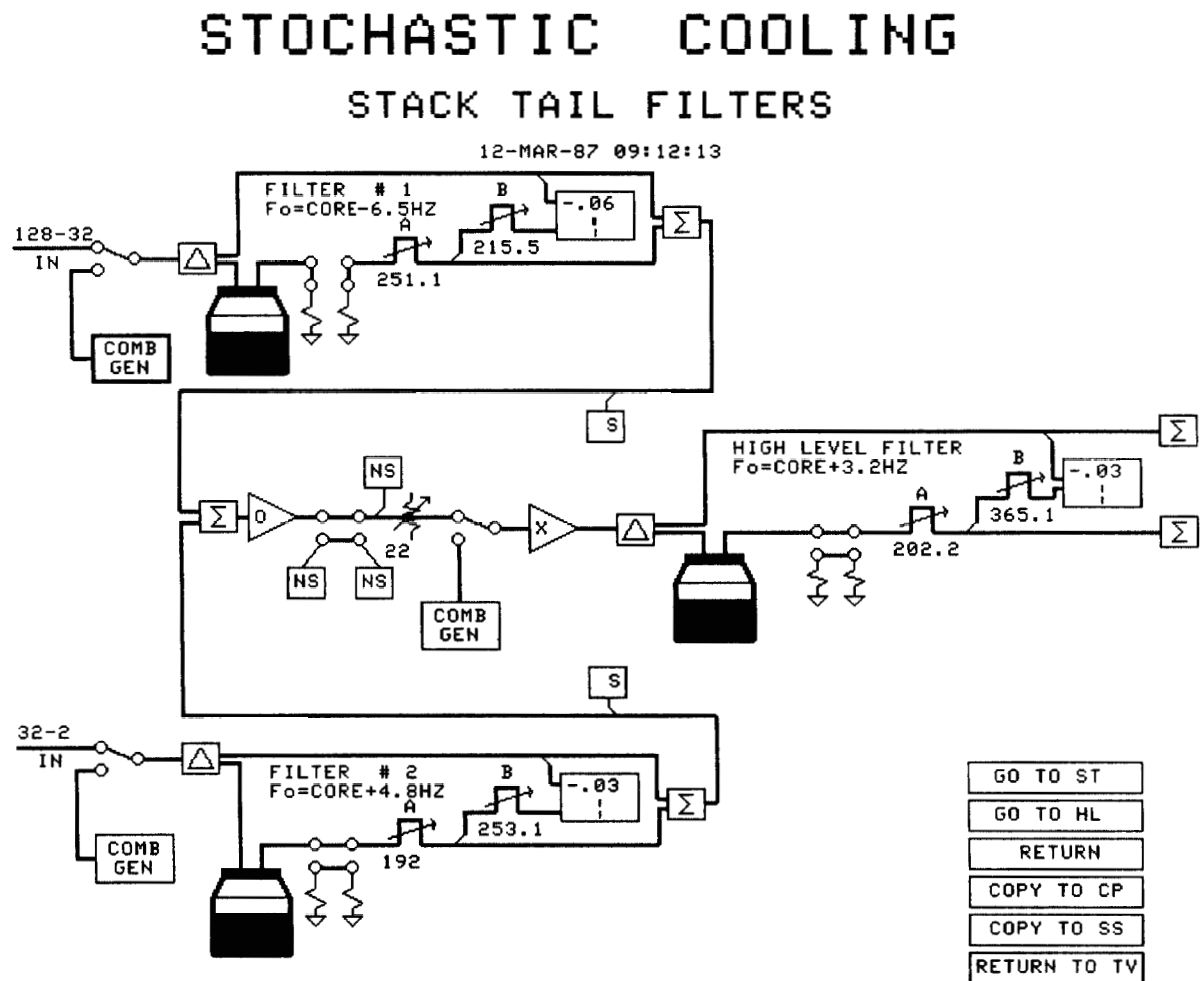 STOCHASTIC COOLING
STACK TAIL FILTERS
12-MAR-87 09:12:13
FILTER # 1
Fo=CORE-6.5HZ
A
B
-.06
Σ
128-32
IN
Δ
215.5
251.1
COMB
GEN
S
HIGH LEVEL FILTER
Fo=CORE+3.2HZ
Σ
B
-.03
NS
A
Σ
O
X
Δ
365.1
Σ
22
202.2
NS
NS
COMB
GEN
S
32-2
IN
Δ
FILTER # 2
Fo=CORE+4.8HZ
A
B
-.03
Σ
253.1
192
COMB
GEN
GO TO ST
GO TO HL
RETURN
COPY TO CP
COPY TO SS
RETURN TO TV